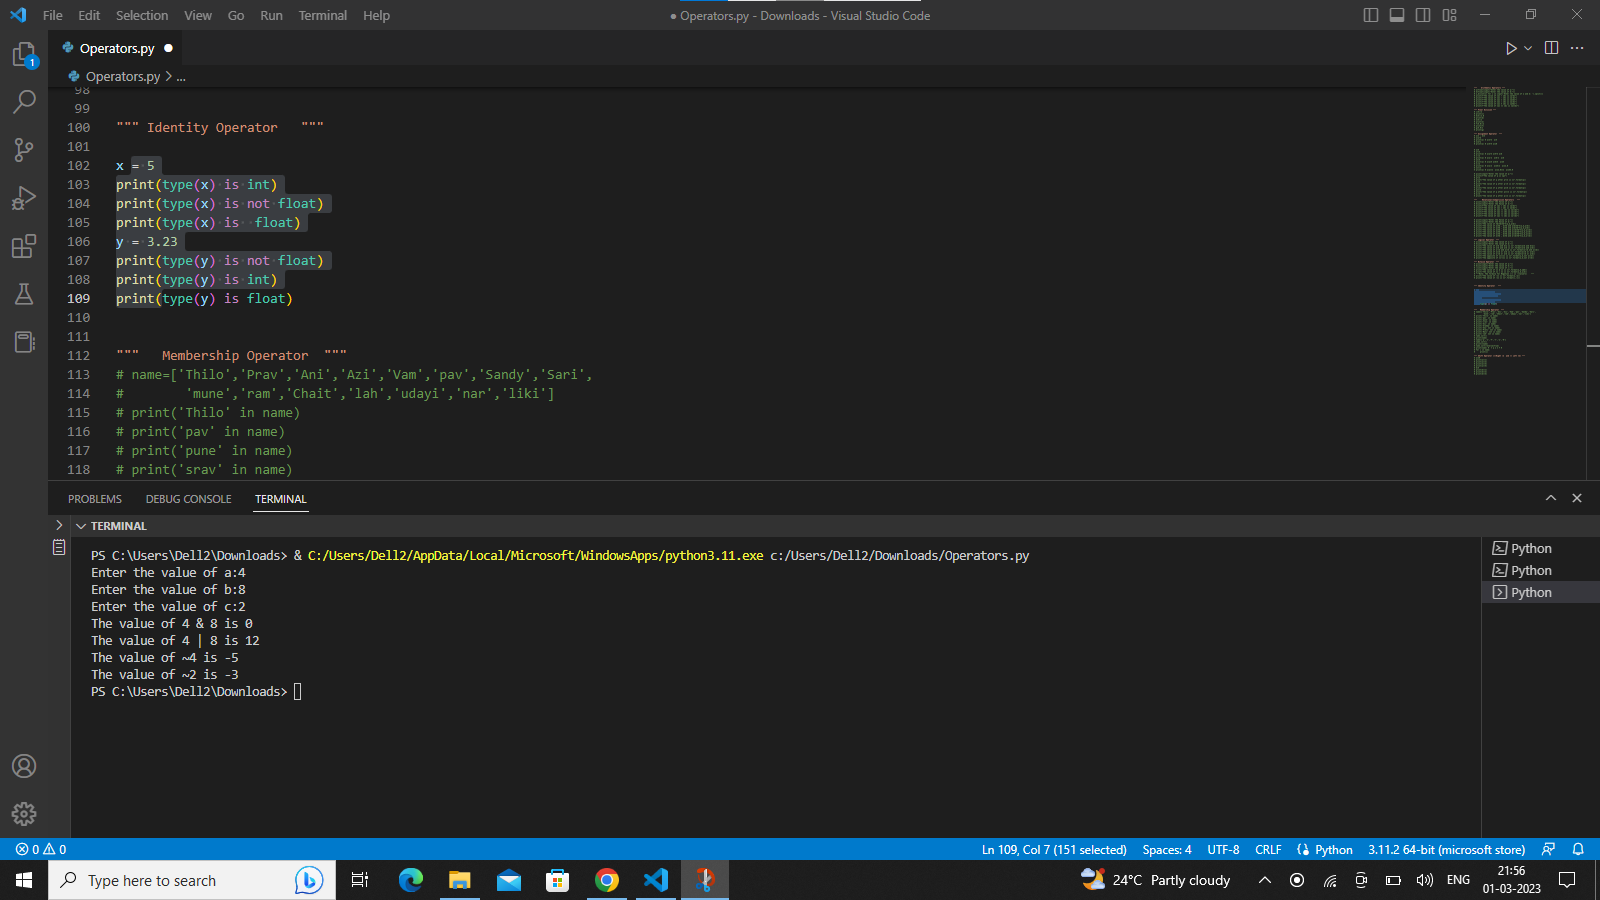 File Edit Selection View Go Run Terminal Help
● Operators.py - Downloads - Visual Studio Code
Operators.py ●
1
Operators.py > ...
98
99
100 """ Identity Operator   """
101
102 x = 5
103 print(type(x) is int)
104 print(type(x) is not float)
105 print(type(x) is  float)
106 y = 3.23
107 print(type(y) is not float)
108 print(type(y) is int)
109 print(type(y) is float)
110
111
112 """   Membership Operator  """
113 # name=['Thilo','Prav','Ani','Azi','Vam','pav','Sandy','Sari',
114 #        'mune','ram','Chait','lah','udayi','nar','liki']
115 # print('Thilo' in name)
116 # print('pav' in name)
117 # print('pune' in name)
118 # print('srav' in name)
PROBLEMS DEBUG CONSOLE TERMINAL
TERMINAL
PS C:\Users\Dell2\Downloads> & C:/Users/Dell2/AppData/Local/Microsoft/WindowsApps/python3.11.exe c:/Users/Dell2/Downloads/Operators.py
Enter the value of a:4
Enter the value of b:8
Enter the value of c:2
The value of 4 & 8 is 0
The value of 4 | 8 is 12
The value of ~4 is -5
The value of ~2 is -3
PS C:\Users\Dell2\Downloads>
Python
Python
Python
0 0 Ln 109, Col 7 (151 selected) Spaces: 4 UTF-8 CRLF Python 3.11.2 64-bit (microsoft store)
Type here to search
24°C Partly cloudy
ENG
21:56
01-03-2023